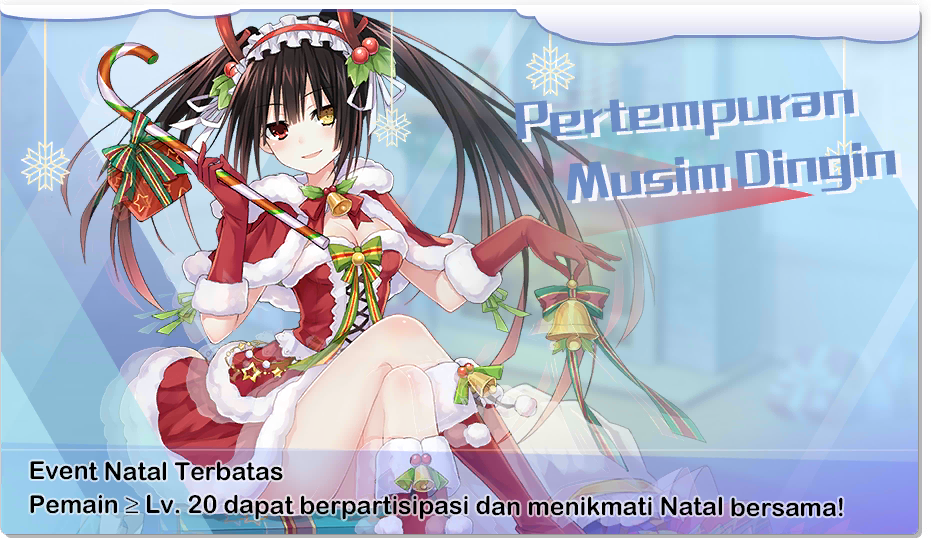 Pertempuran
Musim Dingin
Event Natal Terbatas
Pemain ≥ Lv. 20 dapat berpartisipasi dan menikmati Natal bersama!